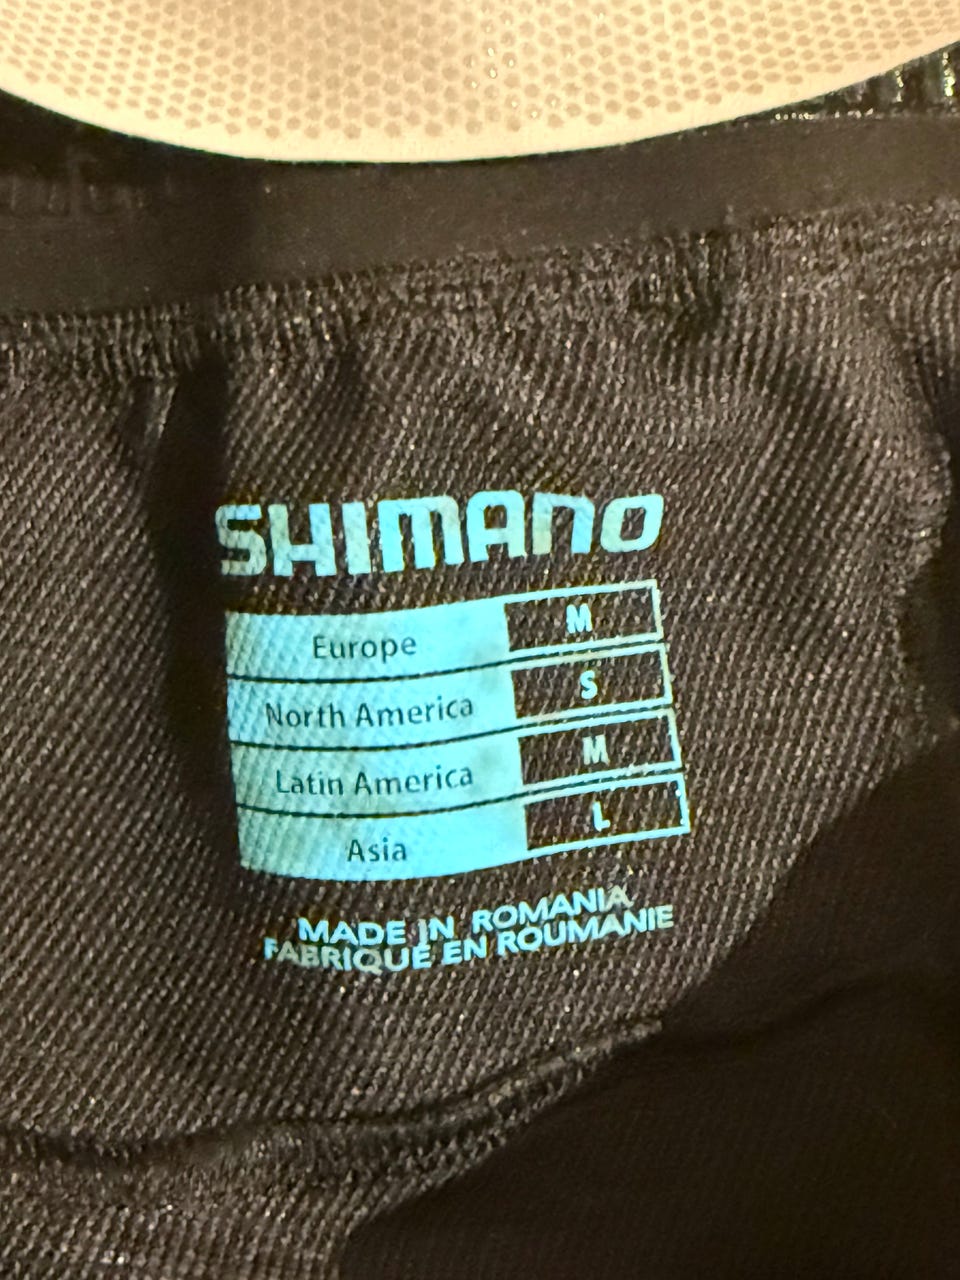 SHIMANO
Europe M
North America S
Latin America M
Asia L
MADE IN ROMANIA
FABRIQUÉ EN ROUMANIE